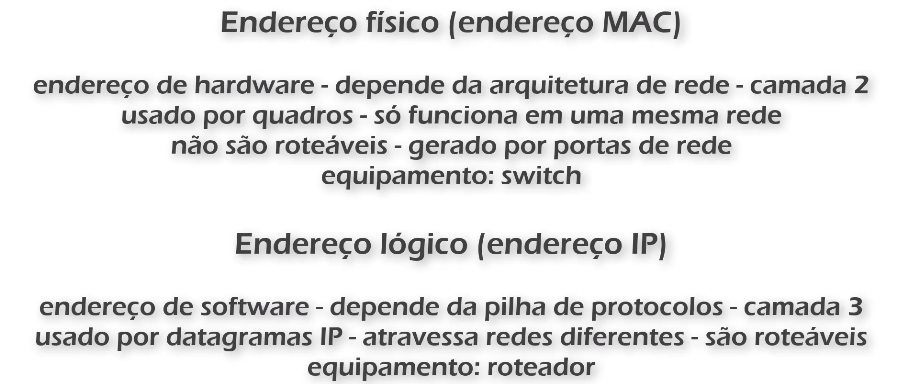 Endereço físico (endereço MAC)
endereço de hardware - depende da arquitetura de rede - camada 2
usado por quadros - só funciona em uma mesma rede
não são roteáveis - gerado por portas de rede
equipamento: switch
Endereço lógico (endereço IP)
endereço de software - depende da pilha de protocolos - camada 3
usado por datagramas IP - atravessa redes diferentes - são roteáveis
equipamento: roteador